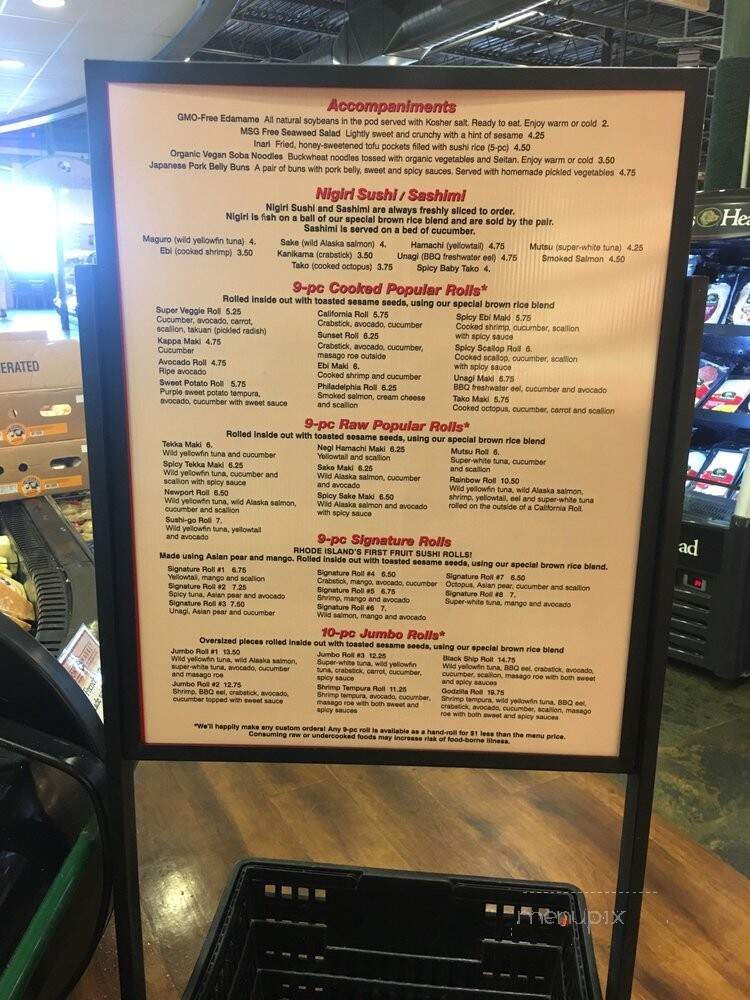 Accompaniments
GMO-Free Edamame All natural soybeans in the pod served with Kosher salt. Ready to eat. Enjoy warm or cold 2.
MSG Free Seaweed Salad Lightly sweet and crunchy with a hint of sesame 4.25
Inari Fried, honey-sweetened tofu pockets filled with sushi rice (5-pc) 4.50
Organic Vegan Soba Noodles Buckwheat noodles tossed with organic vegetables and Seitan. Enjoy warm or cold 3.50
Japanese Pork Belly Buns A pair of buns with pork belly, sweet and spicy sauces. Served with homemade pickled vegetables 4.75
Nigiri Sushi / Sashimi
Nigiri Sushi and Sashimi are always freshly sliced to order.
Nigiri is fish on a ball of our special brown rice blend and are sold by the pair.
Sashimi is served on a bed of cucumber.
Maguro (wild yellowfin tuna) 4. Sake (wild Alaska salmon) 4. Hamachi (yellowtail) 4.75 Mutsu (super-white tuna) 4.25
Ebi (cooked shrimp) 3.50 Kanikama (crabstick) 3.50 Unagi (BBQ freshwater eel) 4.75 Smoked Salmon 4.50
Tako (cooked octopus) 3.75 Spicy Baby Tako 4.
9-pc Cooked Popular Rolls*
Rolled inside out with toasted sesame seeds, using our special brown rice blend
Super Veggie Roll 5.25
Cucumber, avocado, carrot,
scallion, takuan (pickled radish)
Kappa Maki 4.75
Cucumber
Avocado Roll 4.75
Ripe avocado
Sweet Potato Roll 5.75
Purple sweet potato tempura,
avocado, cucumber with sweet sauce
California Roll 5.75
Crabstick, avocado, cucumber
Sunset Roll 6.25
Crabstick, avocado, cucumber,
masago roe outside
Ebi Maki 6.
Cooked shrimp and cucumber
Philadelphia Roll 6.25
Smoked salmon, cream cheese
and scallion
Spicy Ebi Maki 5.75
Cooked shrimp, cucumber, scallion
with spicy sauce
Spicy Scallop Roll 6.
Cooked scallop, cucumber, scallion
with spicy sauce
Unagi Maki 6.75
BBQ freshwater eel, cucumber and avocado
Tako Maki 5.75
Cooked octopus, cucumber, carrot and scallion
9-pc Raw Popular Rolls*
Rolled inside out with toasted sesame seeds, using our special brown rice blend
Tekka Maki 6.
Wild yellowfin tuna and cucumber
Spicy Tekka Maki 6.25
Wild yellowfin tuna, cucumber and
scallion with spicy sauce
Newport Roll 6.50
Wild yellowfin tuna, wild Alaska salmon,
cucumber and scallion
Sushi-go Roll 7.
Wild yellowfin tuna, yellowtail
and avocado
Negi Hamachi Maki 6.25
Yellowtail and scallion
Sake Maki 6.25
Wild Alaska salmon, cucumber
and avocado
Spicy Sake Maki 6.50
Wild Alaska salmon and avocado
with spicy sauce
Mutsu Roll 6.
Super-white tuna, cucumber
and scallion
Rainbow Roll 10.50
Wild yellowfin tuna, wild Alaska salmon,
shrimp, yellowtail, eel and super-white tuna
rolled on the outside of a California Roll.
9-pc Signature Rolls
RHODE ISLAND'S FIRST FRUIT SUSHI ROLLS!
Made using Asian pear and mango. Rolled inside out with toasted sesame seeds, using our special brown rice blend.
Signature Roll #1 6.75
Yellowtail, mango and scallion
Signature Roll #2 7.25
Spicy tuna, Asian pear and avocado
Signature Roll #3 7.50
Unagi, Asian pear and cucumber
Signature Roll #4 6.50
Crabstick, mango, avocado, cucumber
Signature Roll #5 6.75
Shrimp, mango and avocado
Signature Roll #6 7.
Wild salmon, mango and avocado
Signature Roll #7 6.50
Octopus, Asian pear, cucumber and scallion
Signature Roll #8 7.
Super-white tuna, mango and avocado
10-pc Jumbo Rolls*
Oversized pieces rolled inside out with toasted sesame seeds, using our special brown rice blend
Jumbo Roll #1 13.50
Wild yellowfin tuna, wild Alaska salmon,
super-white tuna, avocado, cucumber
and masago roe
Jumbo Roll #2 12.75
Shrimp, BBQ eel, crabstick, avocado,
cucumber topped with sweet sauce
Jumbo Roll #3 12.25
Super-white tuna, wild yellowfin
tuna, crabstick, carrot, cucumber,
spicy sauce
Shrimp Tempura Roll 11.25
Shrimp tempura, avocado, cucumber,
masago roe with both sweet and
spicy sauces
Black Ship Roll 14.75
Wild yellowfin tuna, BBQ eel, crabstick, avocado,
cucumber, scallion, masago roe with both sweet
and spicy sauces
Godzilla Roll 19.75
Shrimp tempura, wild yellowfin tuna, BBQ eel,
crabstick, avocado, cucumber, scallion, masago
roe with both sweet and spicy sauces
*We'll happily make any custom orders! Any 9-pc roll is available as a hand-roll for $1 less than the menu price.
Consuming raw or undercooked foods may increase risk of food-borne illness.
ERATED
s Hea
ad
menupix